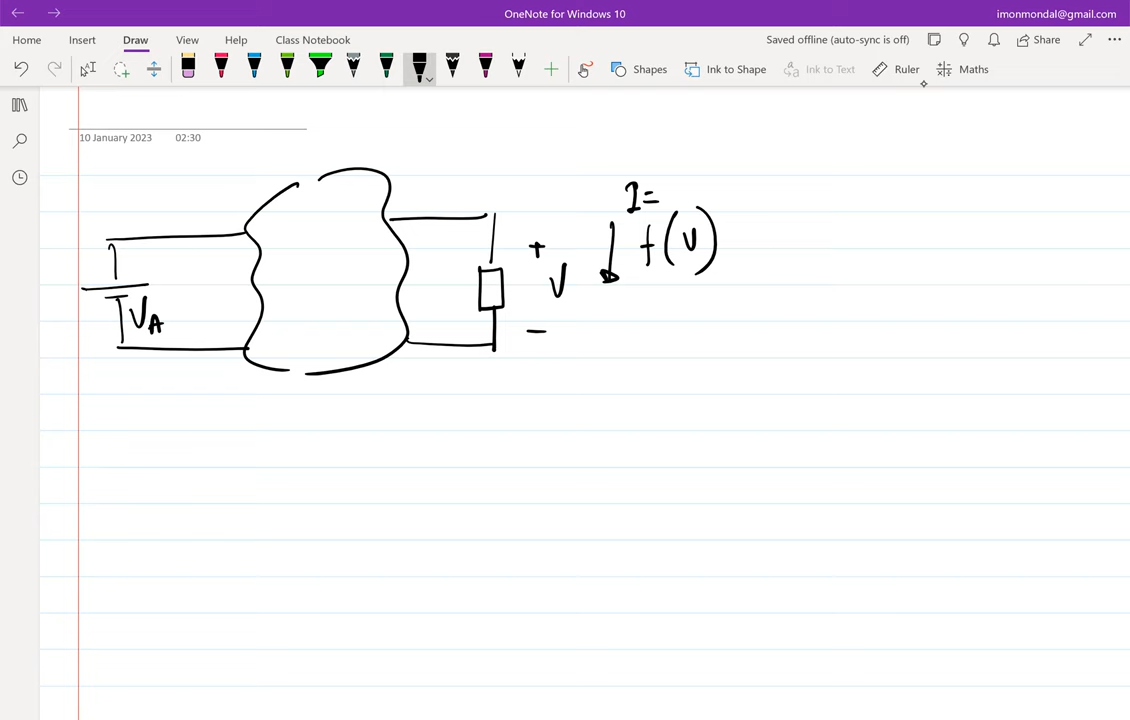 OneNote for Windows 10
imonmondal@gmail.com
Home Insert Draw View Help Class Notebook
Saved offline (auto-sync is off) Share
Shapes Ink to Shape Ink to Text Ruler Maths
10 January 2023 02:30
I =
f(V)
+
V
−
VA